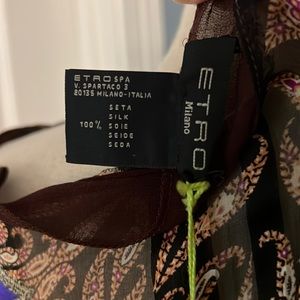 ETRO SPA
V. SPARTACO 3
20135 MILANO-ITALIA
SETA
SILK
100% SOIE
SEIDE
SEDA
ETRO
Milano